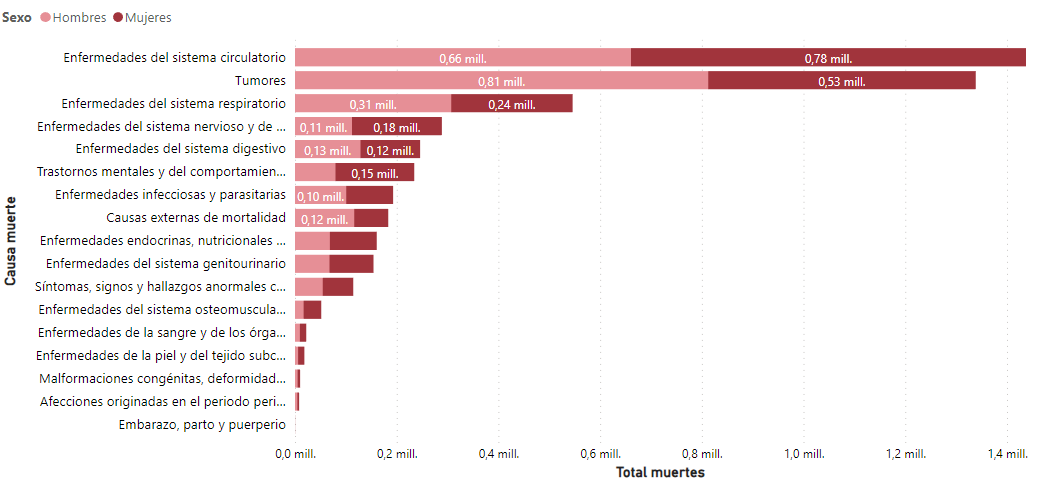 Sexo Hombres Mujeres
Enfermedades del sistema circulatorio 0,66 mill. 0,78 mill.
Tumores 0,81 mill. 0,53 mill.
Enfermedades del sistema respiratorio 0,31 mill. 0,24 mill.
Enfermedades del sistema nervioso y de ... 0,11 mill. 0,18 mill.
Enfermedades del sistema digestivo 0,13 mill. 0,12 mill.
Trastornos mentales y del comportamien... 0,15 mill.
Enfermedades infecciosas y parasitarias 0,10 mill.
Causas externas de mortalidad 0,12 mill.
Enfermedades endocrinas, nutricionales ...
Enfermedades del sistema genitourinario
Síntomas, signos y hallazgos anormales c...
Enfermedades del sistema osteomuscula...
Enfermedades de la sangre y de los órga...
Enfermedades de la piel y del tejido subc...
Malformaciones congénitas, deformidad...
Afecciones originadas en el periodo peri...
Embarazo, parto y puerperio
Causa muerte
0,0 mill. 0,2 mill. 0,4 mill. 0,6 mill. 0,8 mill. 1,0 mill. 1,2 mill. 1,4 mill.
Total muertes